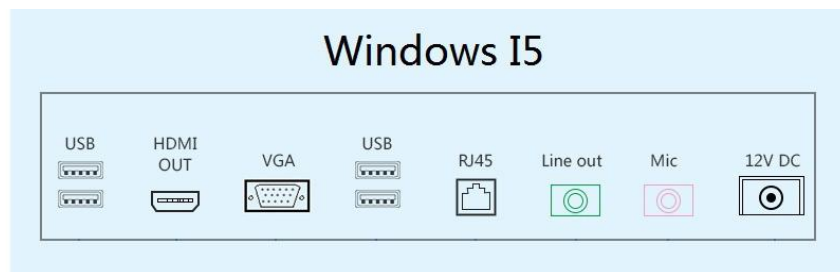 Windows I5
USB
HDMI
OUT
VGA
USB
RJ45
Line out
Mic
12V DC